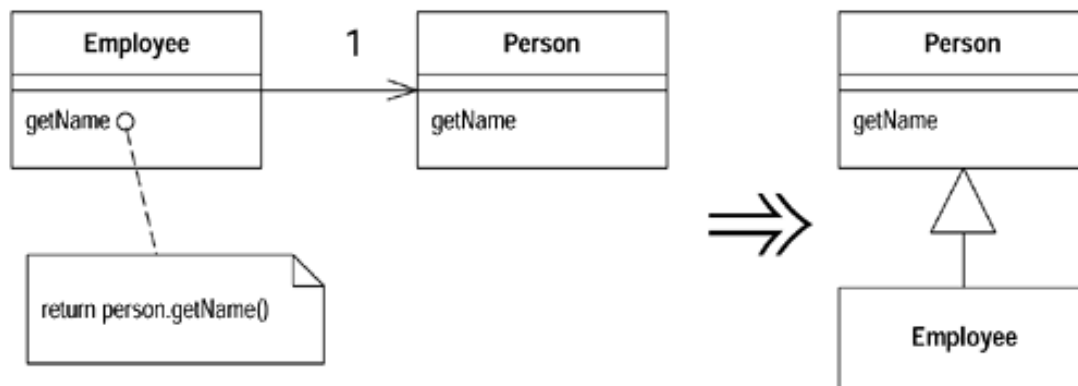 Employee
1
Person
Person
getName
getName
getName
return person.getName()
Employee